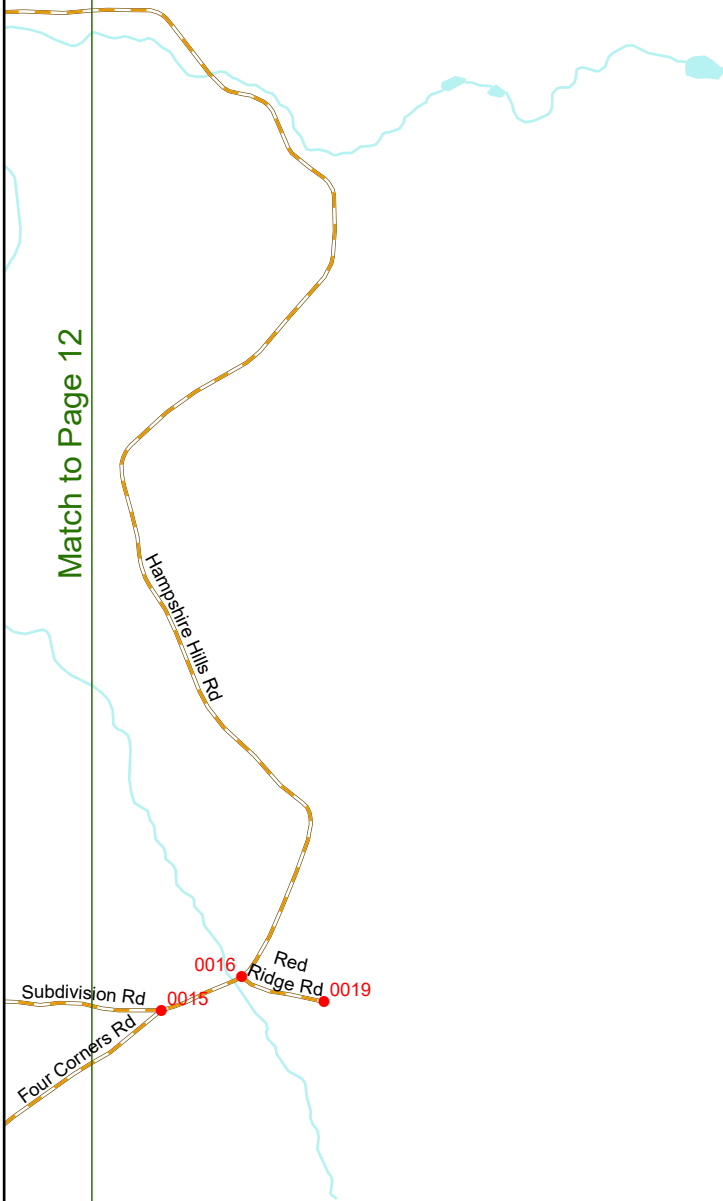 Match to Page 12
Hampshire Hills Rd
Red
Ridge Rd
0016
0019
0015
Subdivision Rd
Four Corners Rd